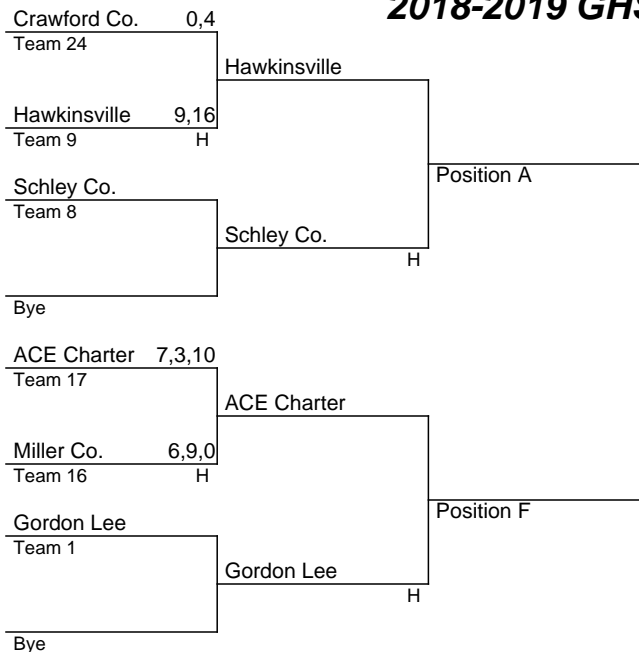 2018-2019 GHS
Crawford Co. 0,4
Team 24
Hawkinsville
Hawkinsville 9,16
Team 9 H
Position A
Schley Co.
Team 8
Schley Co.
H
Bye
ACE Charter 7,3,10
Team 17
ACE Charter
Miller Co. 6,9,0
Team 16 H
Position F
Gordon Lee
Team 1
Gordon Lee
H
Bye